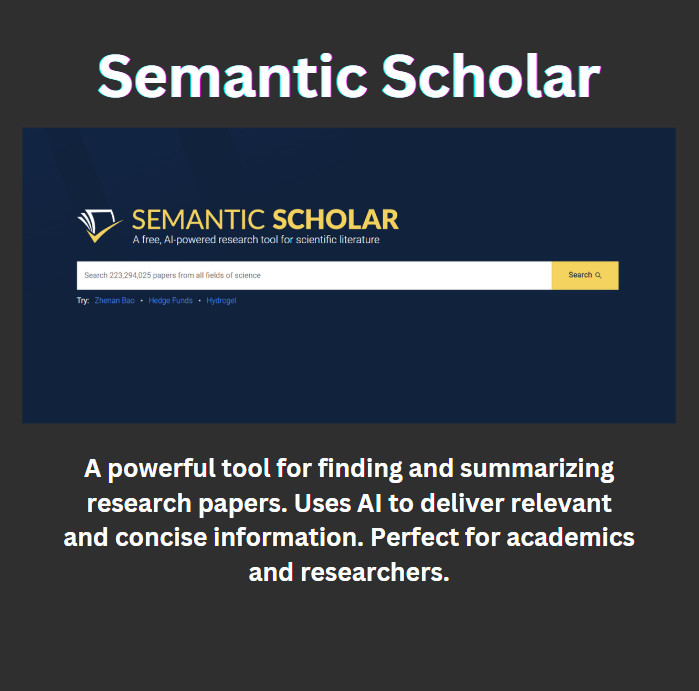 Semantic Scholar
SEMANTIC SCHOLAR
A free, AI-powered research tool for scientific literature
Search 223,294,025 papers from all fields of science
Search
Try: Zhenan Bao • Hedge Funds • Hydrogel
A powerful tool for finding and summarizing
research papers. Uses AI to deliver relevant
and concise information. Perfect for academics
and researchers.